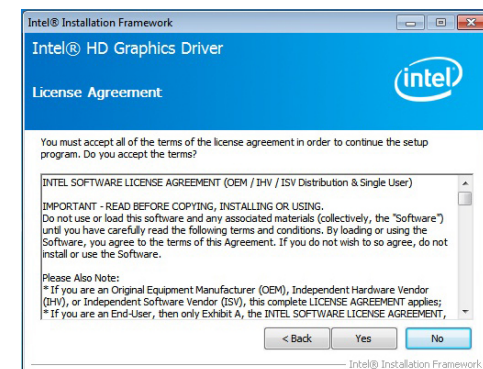 Intel® Installation Framework
Intel® HD Graphics Driver
License Agreement
intel
You must accept all of the terms of the license agreement in order to continue the setup
program. Do you accept the terms?
INTEL SOFTWARE LICENSE AGREEMENT (OEM / IHV / ISV Distribution & Single User)
IMPORTANT - READ BEFORE COPYING, INSTALLING OR USING.
Do not use or load this software and any associated materials (collectively, the "Software")
until you have carefully read the following terms and conditions. By loading or using the
Software, you agree to the terms of this Agreement. If you do not wish to so agree, do not
install or use the Software.
Please Also Note:
* If you are an Original Equipment Manufacturer (OEM), Independent Hardware Vendor
(IHV), or Independent Software Vendor (ISV), this complete LICENSE AGREEMENT applies;
* If you are an End-User, then only Exhibit A, the INTEL SOFTWARE LICENSE AGREEMENT,
< Back Yes No
Intel® Installation Framework